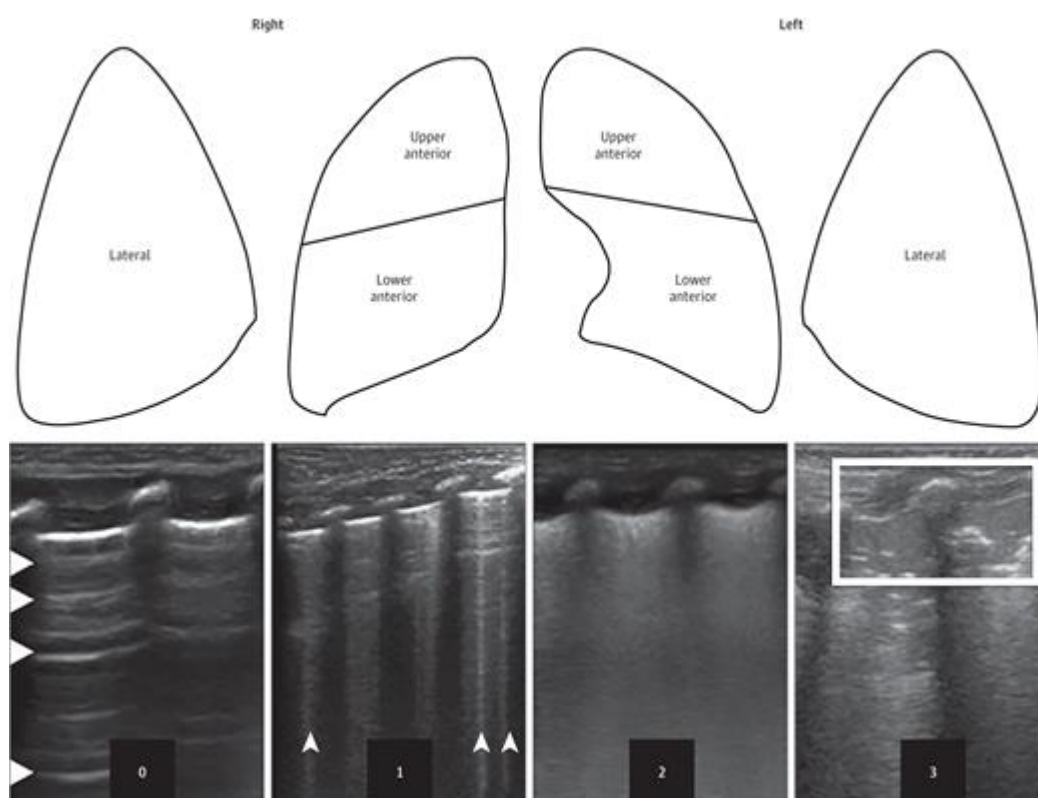 Right
Left
Lateral
Upper
anterior
Lower
anterior
Upper
anterior
Lower
anterior
Lateral
0
1
2
3